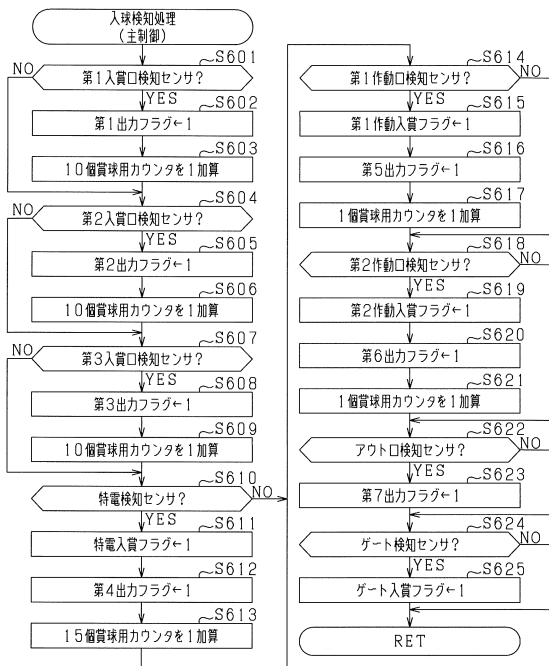 入球検知処理
(主制御)
S601
第1入賞口検知センサ?
NO
YES
S602
第1出力フラグ←1
S603
10個賞球用カウンタを1加算
S604
第2入賞口検知センサ?
NO
YES
S605
第2出力フラグ←1
S606
10個賞球用カウンタを1加算
S607
第3入賞口検知センサ?
NO
YES
S608
第3出力フラグ←1
S609
10個賞球用カウンタを1加算
S610
特電検知センサ?
NO
YES
S611
特電入賞フラグ←1
S612
第4出力フラグ←1
S613
15個賞球用カウンタを1加算
S614
第1作動口検知センサ?
NO
YES
S615
第1作動入賞フラグ←1
S616
第5出力フラグ←1
S617
1個賞球用カウンタを1加算
S618
第2作動口検知センサ?
NO
YES
S619
第2作動入賞フラグ←1
S620
第6出力フラグ←1
S621
1個賞球用カウンタを1加算
S622
アウト口検知センサ?
NO
YES
S623
第7出力フラグ←1
S624
ゲート検知センサ?
NO
YES
S625
ゲート入賞フラグ←1
RET